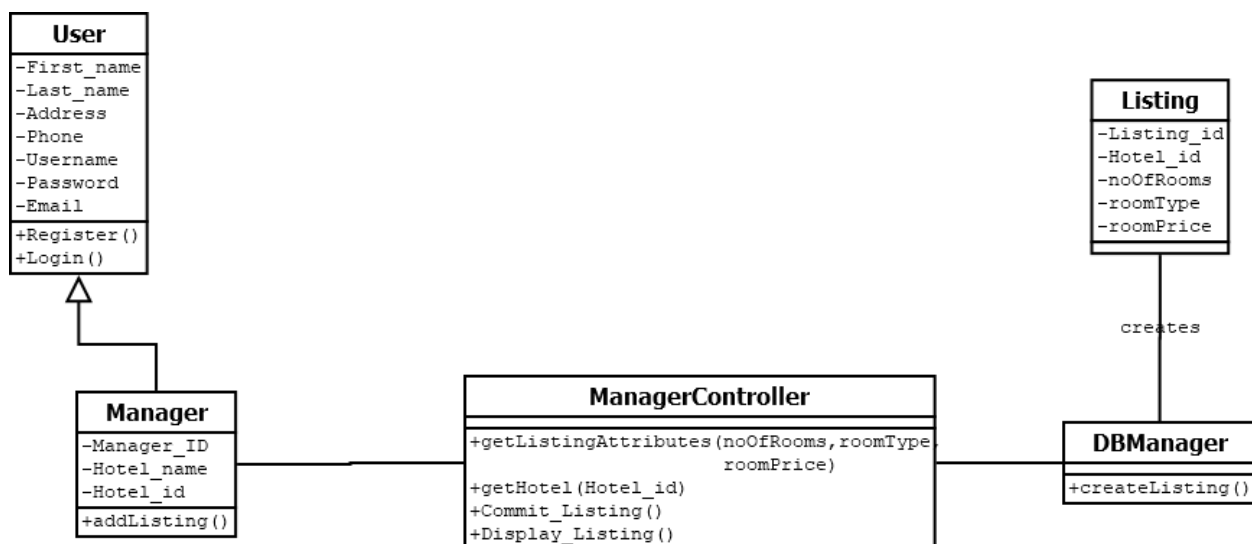 User
-First_name
-Last_name
-Address
-Phone
-Username
-Password
-Email
+Register()
+Login()
Manager
-Manager_ID
-Hotel_name
-Hotel_id
+addListing()
ManagerController
+getListingAttributes(noOfRooms,roomType,
roomPrice)
+getHotel(Hotel_id)
+Commit_Listing()
+Display_Listing()
Listing
-Listing_id
-Hotel_id
-noOfRooms
-roomType
-roomPrice
creates
DBManager
+createListing()